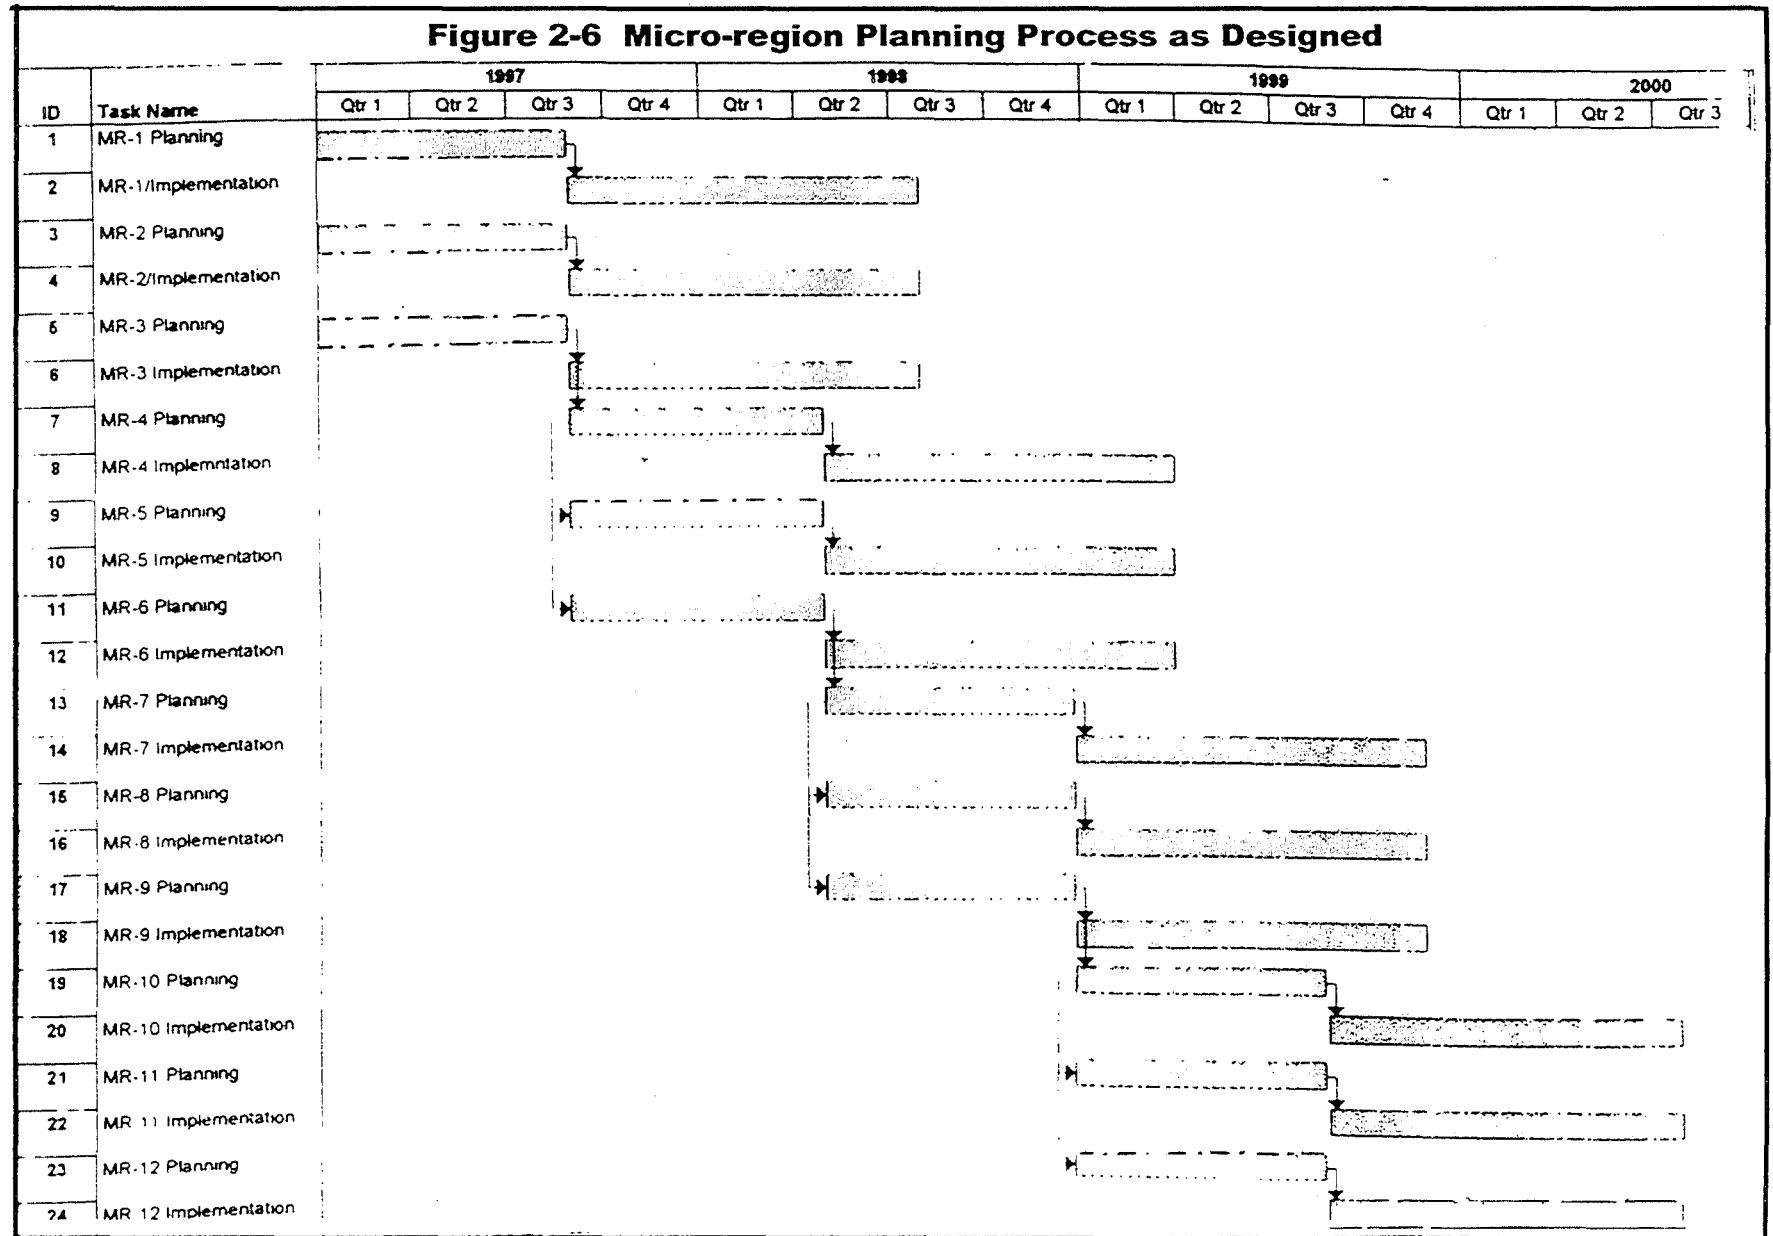 Figure 2-6 Micro-region Planning Process as Designed
1997 1998 1999 2000
ID Task Name Qtr 1 Qtr 2 Qtr 3 Qtr 4 Qtr 1 Qtr 2 Qtr 3 Qtr 4 Qtr 1 Qtr 2 Qtr 3 Qtr 4 Qtr 1 Qtr 2 Qtr 3
1 MR-1 Planning
2 MR-1/Implementation
3 MR-2 Planning
4 MR-2/Implementation
5 MR-3 Planning
6 MR-3 Implementation
7 MR-4 Planning
8 MR-4 Implemntation
9 MR-5 Planning
10 MR-5 Implementation
11 MR-6 Planning
12 MR-6 Implementation
13 MR-7 Planning
14 MR-7 Implementation
15 MR-8 Planning
16 MR-8 Implementation
17 MR-9 Planning
18 MR-9 Implementation
19 MR-10 Planning
20 MR-10 Implementation
21 MR-11 Planning
22 MR 11 Implementation
23 MR-12 Planning
24 MR 12 Implementation